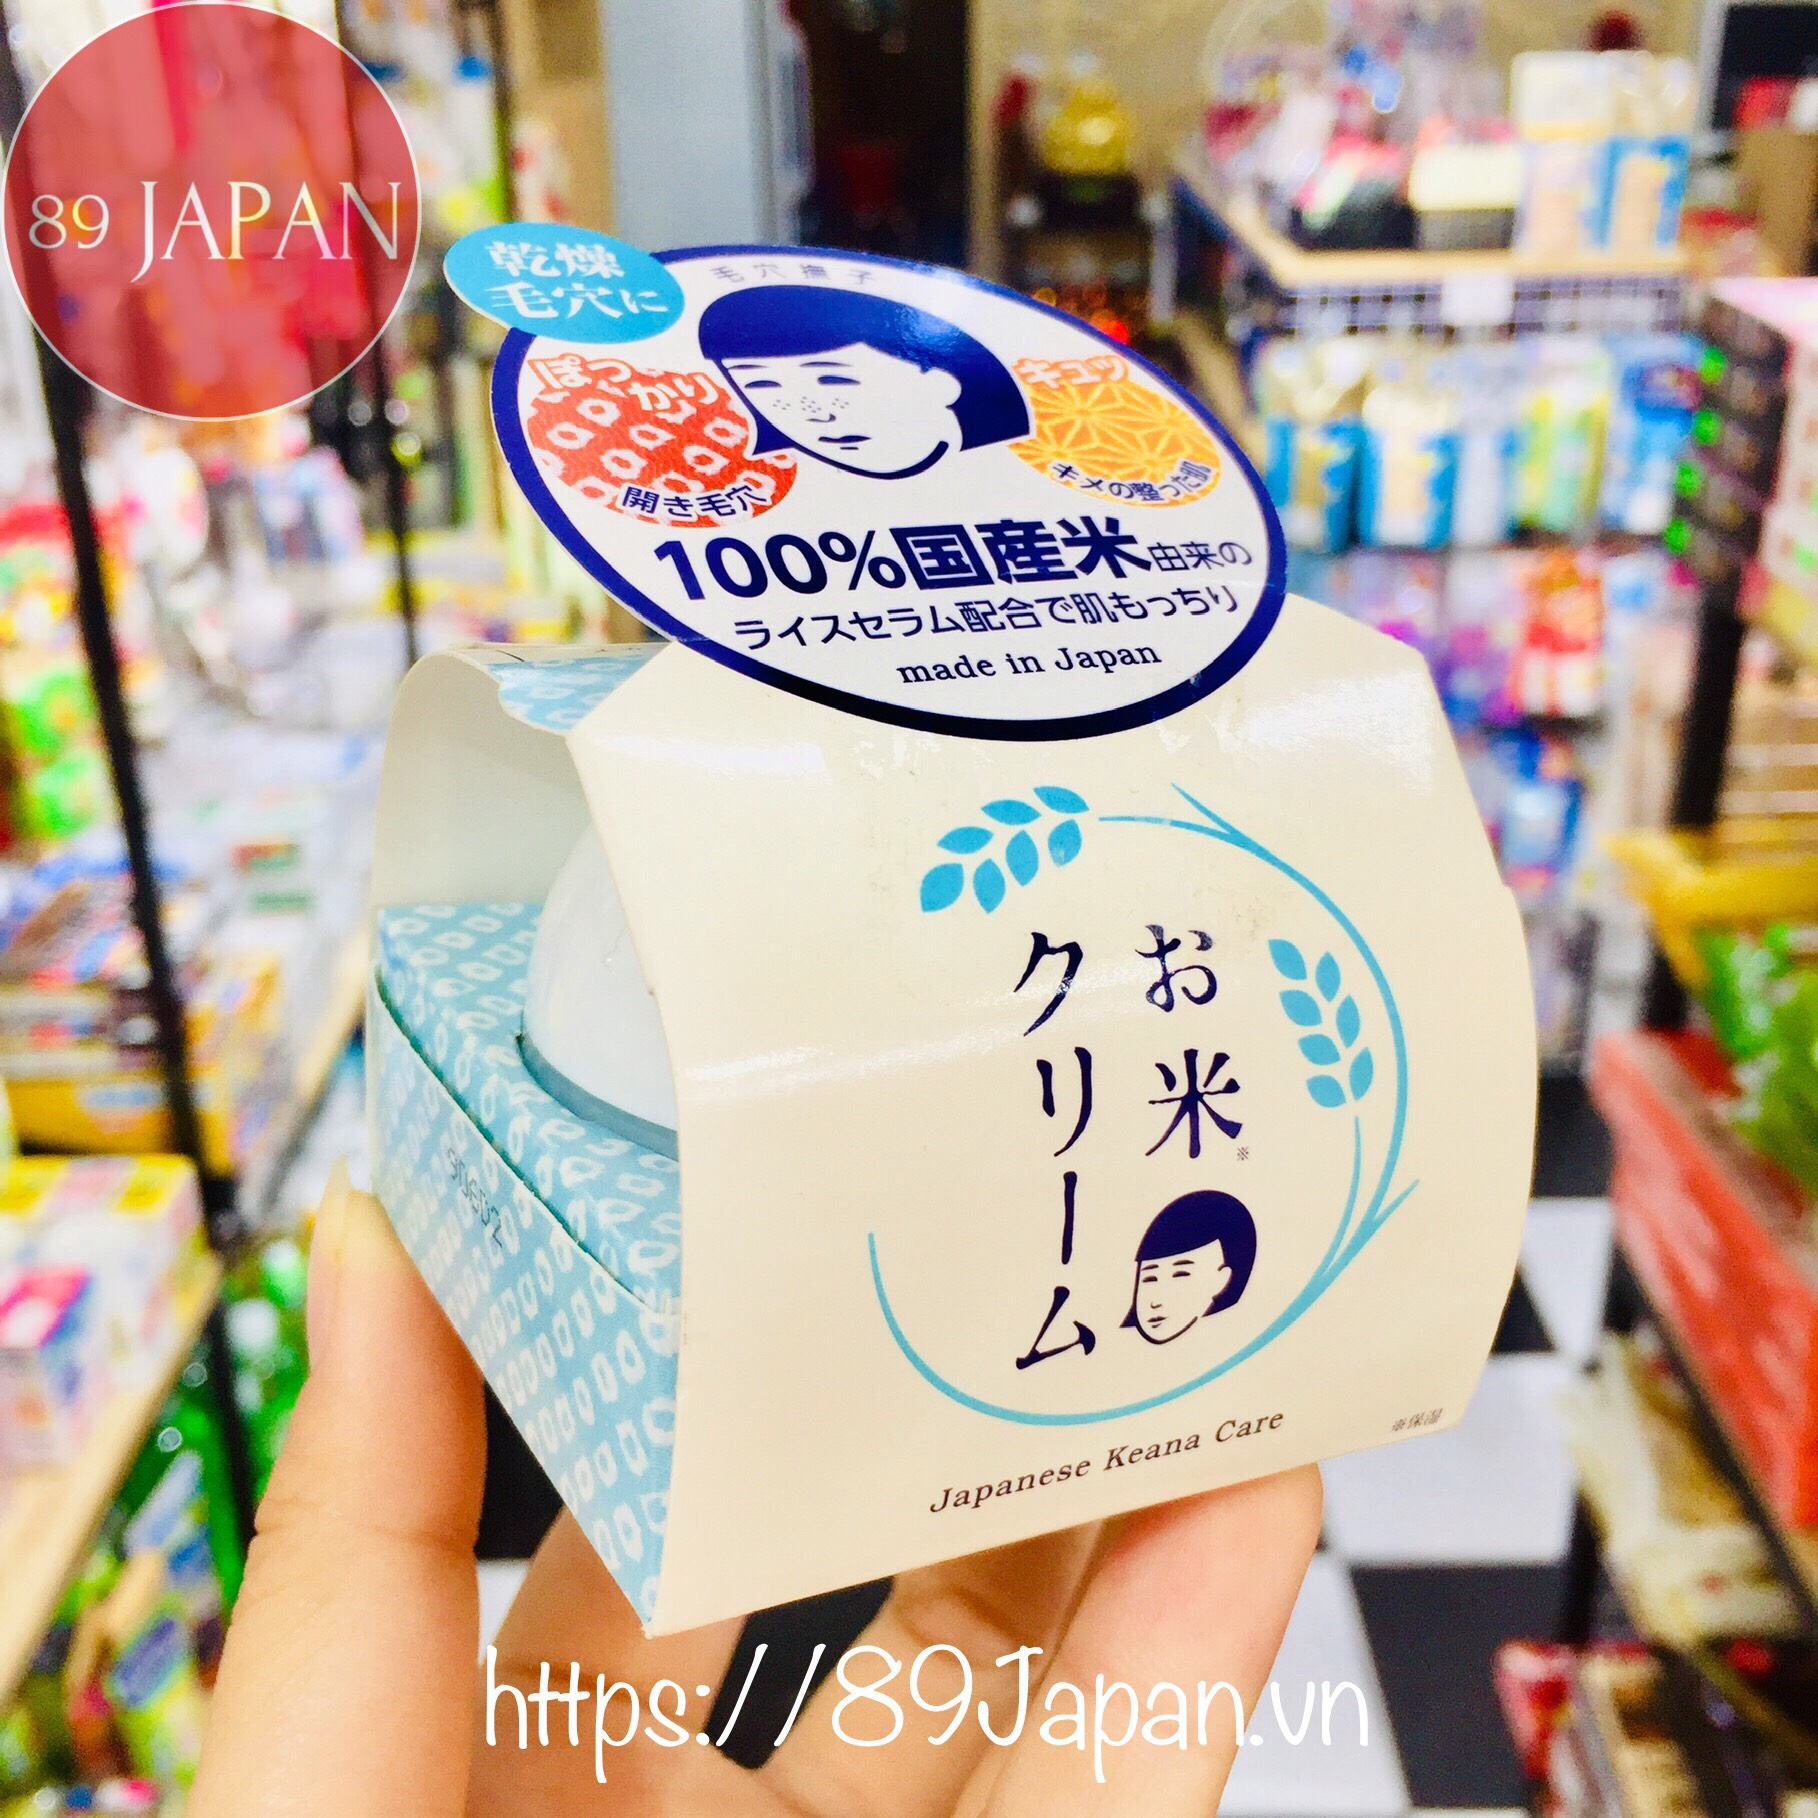 89 JAPAN
乾燥
毛穴に
毛穴撫子
ぽっ
かり
開き毛穴
キュッ
キメの整った肌
100%国産米由来の
ライスセラム配合で肌もっちり
made in Japan
お米※
クリーム
Japanese Keana Care
※保湿
https://89Japan.vn